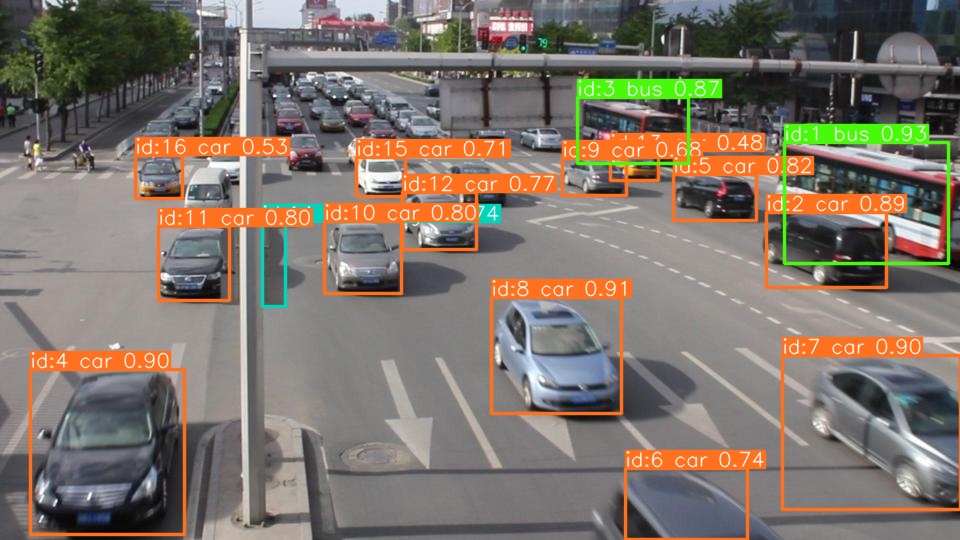 79
id:3 bus 0.87
id:1 bus 0.93
id:16 car 0.53
id:15 car 0.71
id:9 car 0.68
0.48
id:5 car 0.82
id:12 car 0.77
id:2 car 0.89
id:11 car 0.80
id:10 car 0.80
74
id:8 car 0.91
id:4 car 0.90
id:7 car 0.90
id:6 car 0.74